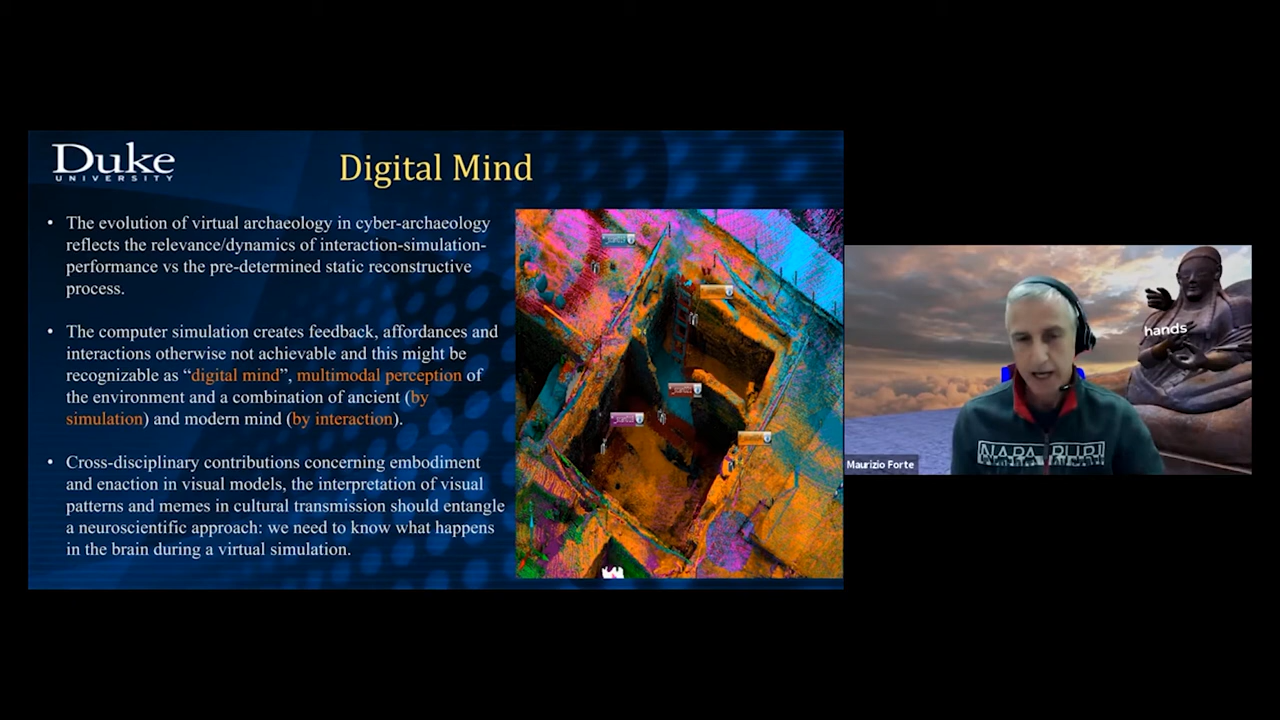 Duke
UNIVERSITY
Digital Mind
• The evolution of virtual archaeology in cyber-archaeology
reflects the relevance/dynamics of interaction-simulation-
performance vs the pre-determined static reconstructive
process.
• The computer simulation creates feedback, affordances and
interactions otherwise not achievable and this might be
recognizable as “digital mind”, multimodal perception of
the environment and a combination of ancient (by
simulation) and modern mind (by interaction).
• Cross-disciplinary contributions concerning embodiment
and enaction in visual models, the interpretation of visual
patterns and memes in cultural transmission should entangle
a neuroscientific approach: we need to know what happens
in the brain during a virtual simulation.
hands
Maurizio Forte